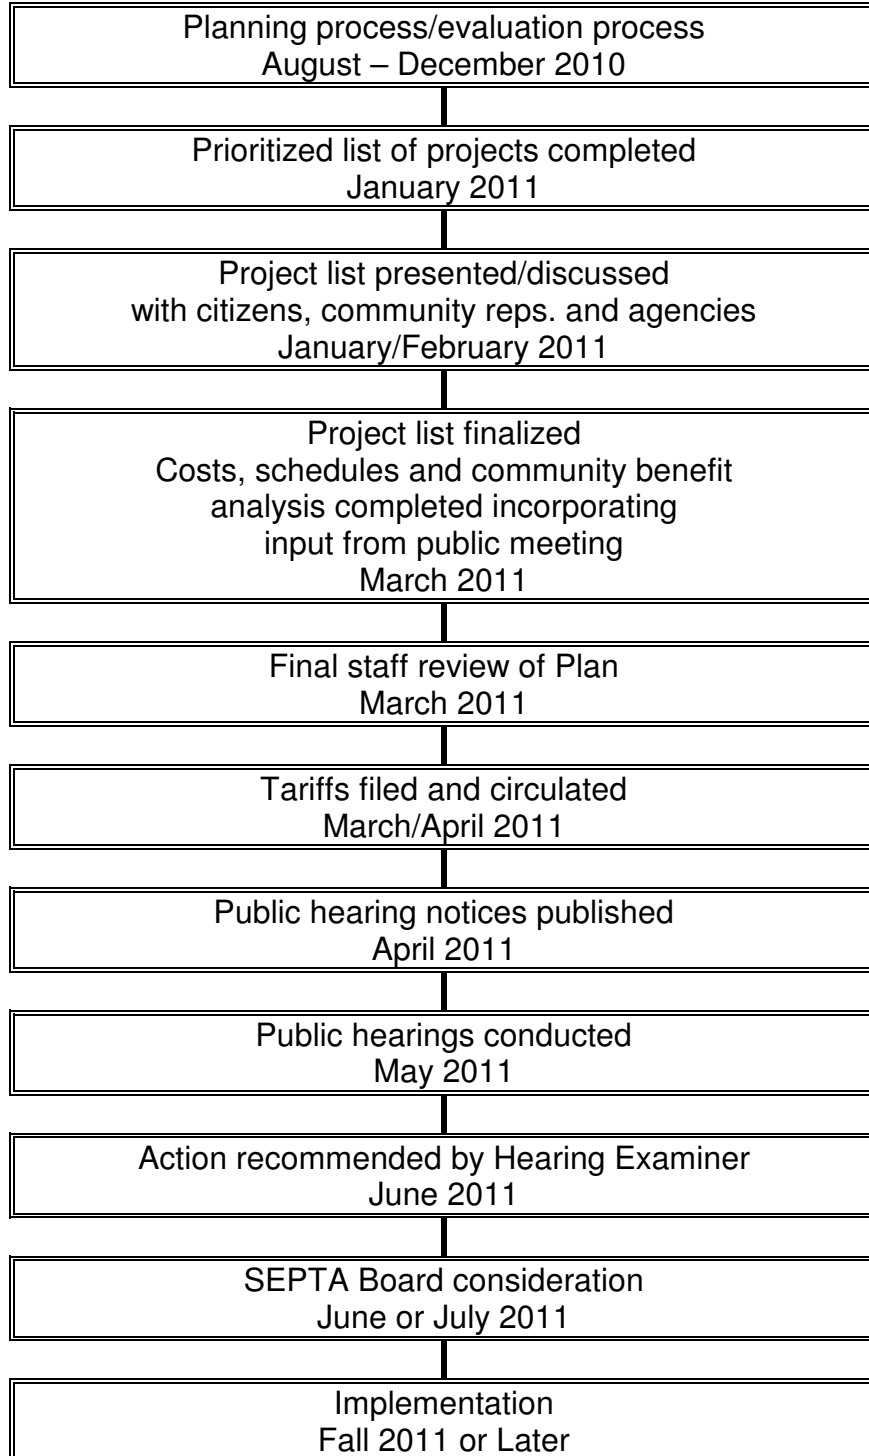 Planning process/evaluation process
August – December 2010
Prioritized list of projects completed
January 2011
Project list presented/discussed
with citizens, community reps. and agencies
January/February 2011
Project list finalized
Costs, schedules and community benefit
analysis completed incorporating
input from public meeting
March 2011
Final staff review of Plan
March 2011
Tariffs filed and circulated
March/April 2011
Public hearing notices published
April 2011
Public hearings conducted
May 2011
Action recommended by Hearing Examiner
June 2011
SEPTA Board consideration
June or July 2011
Implementation
Fall 2011 or Later